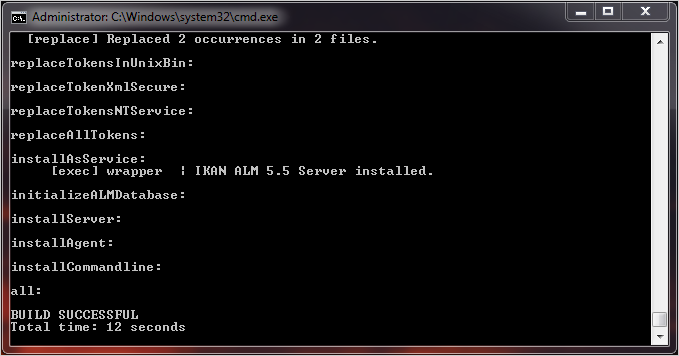 Administrator: C:\Windows\system32\cmd.exe
[replace] Replaced 2 occurrences in 2 files.
replaceTokensInUnixBin:
replaceTokenXmlSecure:
replaceTokensNTService:
replaceAllTokens:
installAsService:
[exec] wrapper | IKAN ALM 5.5 Server installed.
initializeALMDatabase:
installServer:
installAgent:
installCommandline:
all:
BUILD SUCCESSFUL
Total time: 12 seconds